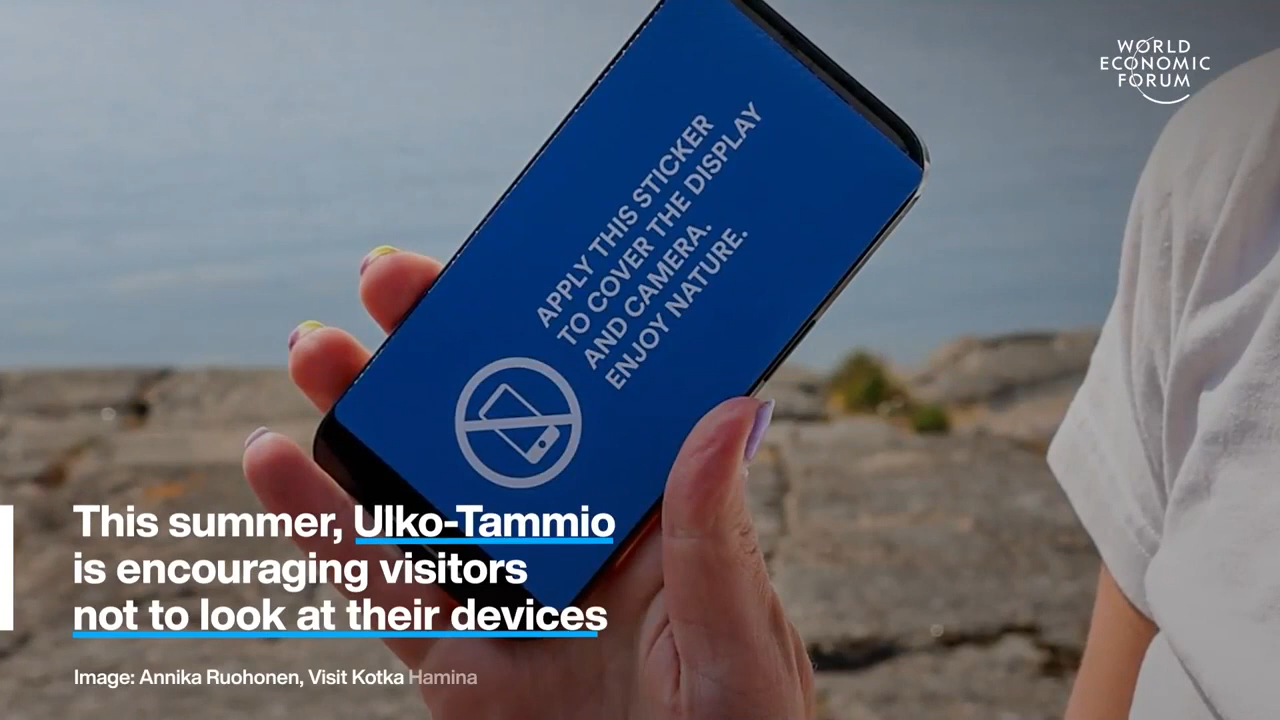 WORLD
ECONOMIC
FORUM
APPLY THIS STICKER
TO COVER THE DISPLAY
AND CAMERA.
ENJOY NATURE.
This summer, Ulko-Tammio
is encouraging visitors
not to look at their devices
Image: Annika Ruohonen, Visit Kotka Hamina